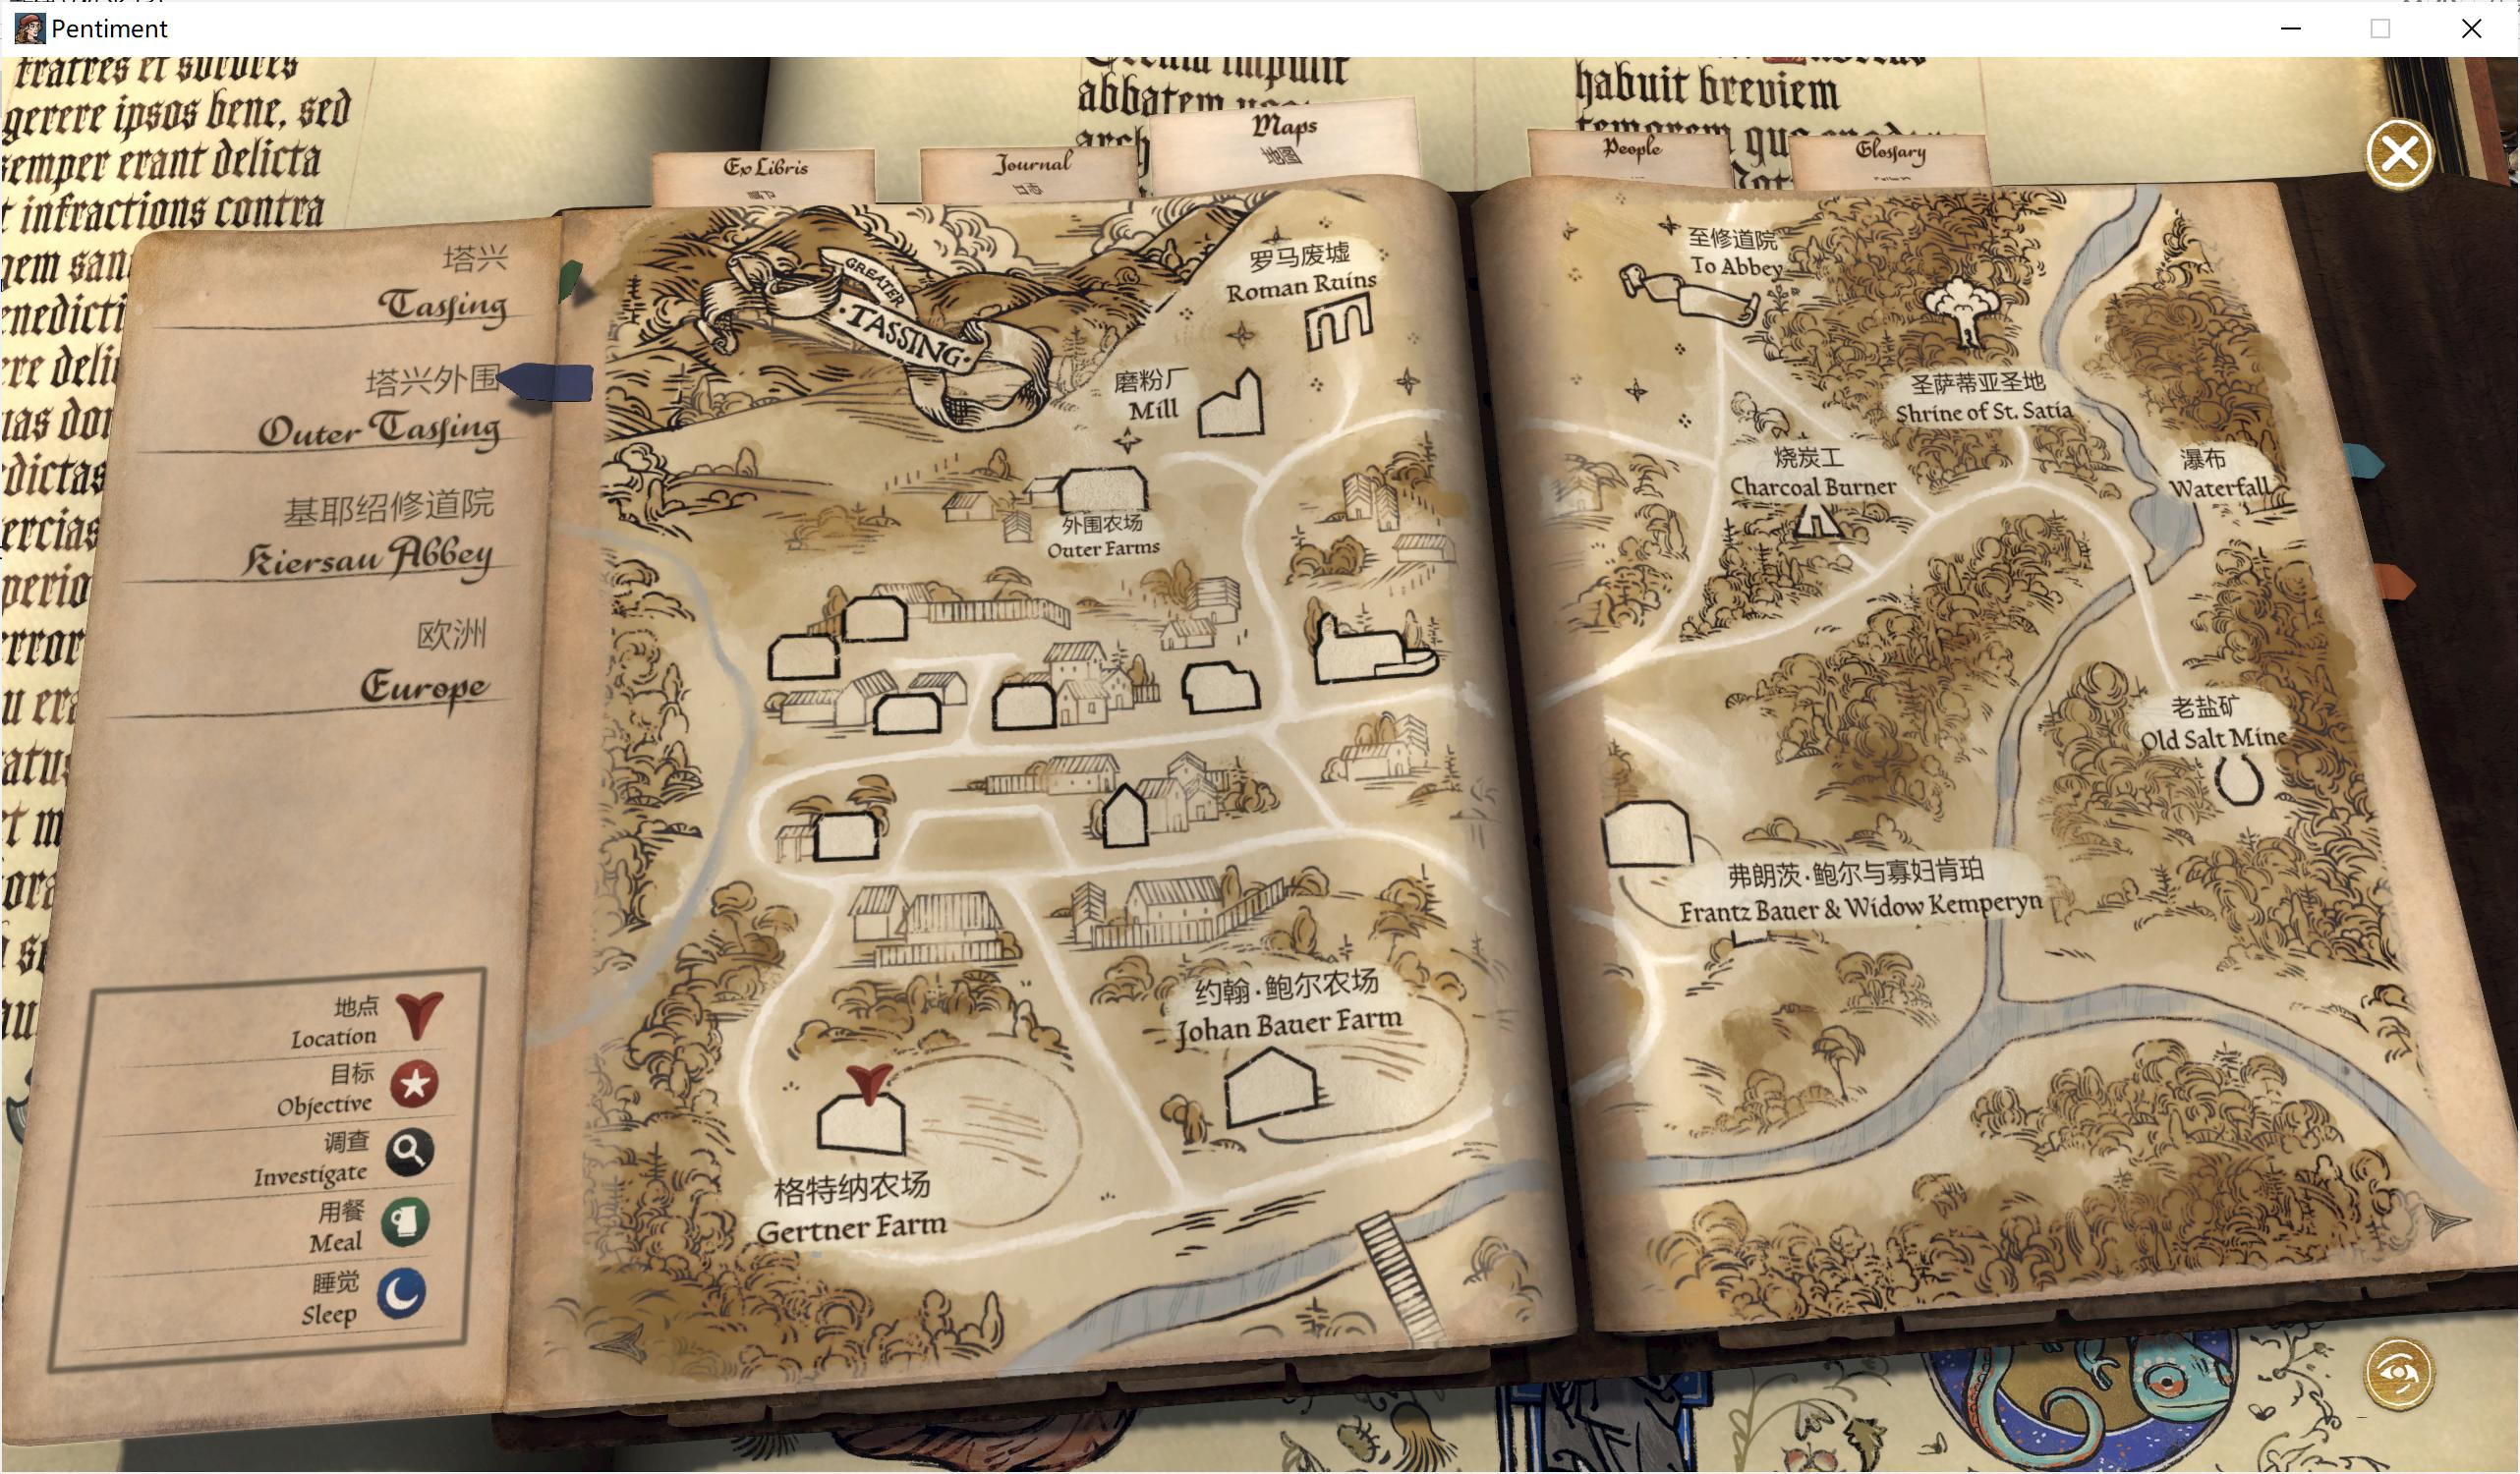 Pentiment
fratres et sorores
gerere ipsos bene, sed
semper erant delicta
infractions contra
abbatem
habuit breviem
Ex Libris
Journal
日志
Maps
地图
People
Glossary
塔兴
Tassing
塔兴外围
Outer Tassing
基耶绍修道院
Kiersau Abbey
欧洲
Europe
地点
Location
目标
Objective
调查
Investigate
用餐
Meal
睡觉
Sleep
GREATER
·TASSING·
罗马废墟
Roman Ruins
磨粉厂
Mill
外围农场
Outer Farms
约翰·鲍尔农场
Johan Bauer Farm
格特纳农场
Gertner Farm
至修道院
To Abbey
圣萨蒂亚圣地
Shrine of St. Satia
烧炭工
Charcoal Burner
瀑布
Waterfall
老盐矿
Old Salt Mine
弗朗茨·鲍尔与寡妇肯珀
Frantz Bauer & Widow Kemperyn